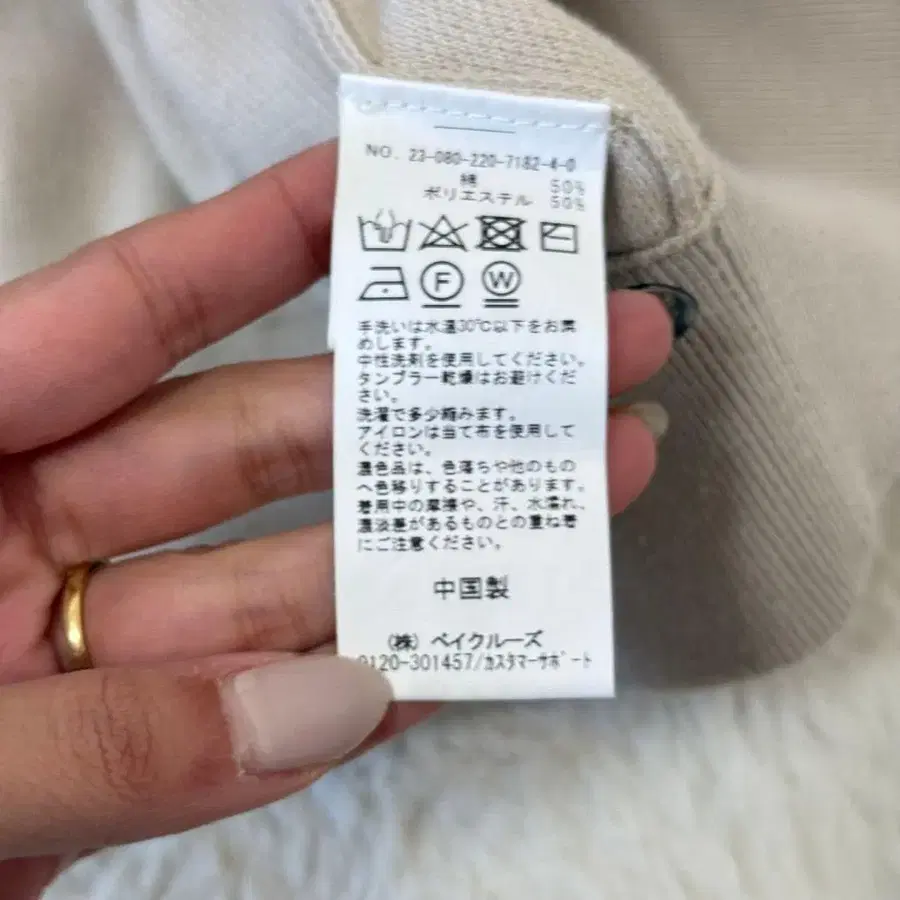 NO. 23-080-220-7182-4-0
綿 50%
ポリエステル 50%
F W
手洗いは水温30℃以下をお薦
めします。
中性洗剤を使用してください。
タンブラー乾燥はお避けくだ
さい。
洗濯で多少縮みます。
アイロンは当て布を使用して
ください。
濃色品は、色落ちや他のもの
へ色移りすることがあります。
着用中の摩擦や、汗、水濡れ、
濃淡差があるものとの重ね着
にご注意ください。
中国製
(株) ベイクルーズ
0120-301457/カスタマーサポート